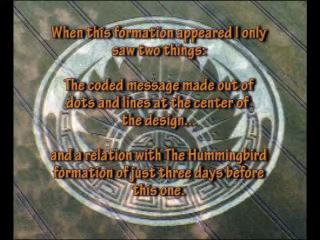 When this formation appeared I only
saw two things:
The coded message made out of
dots and lines at the center of
the design...
and a relation with The Hummingbird
formation of just three days before
this one.